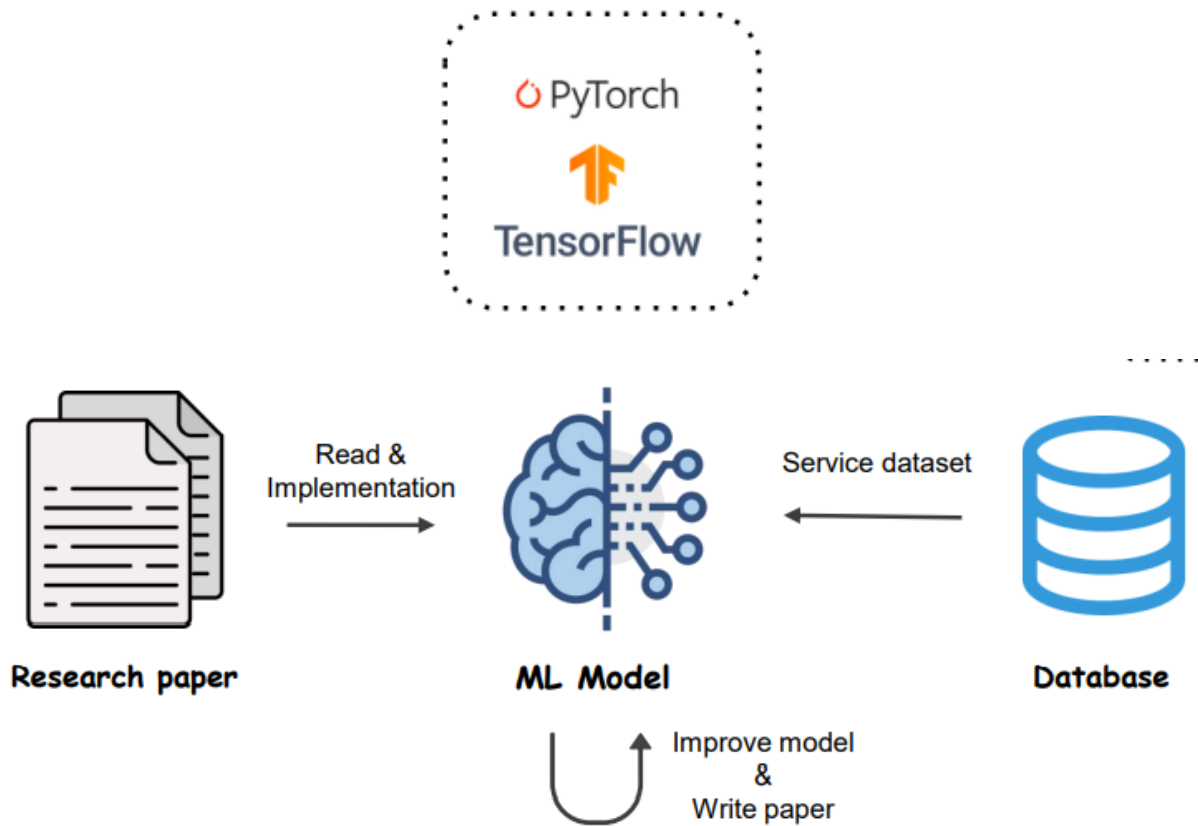 PyTorch
TensorFlow
Read &
Implementation
Service dataset
Research paper
ML Model
Database
Improve model
&
Write paper